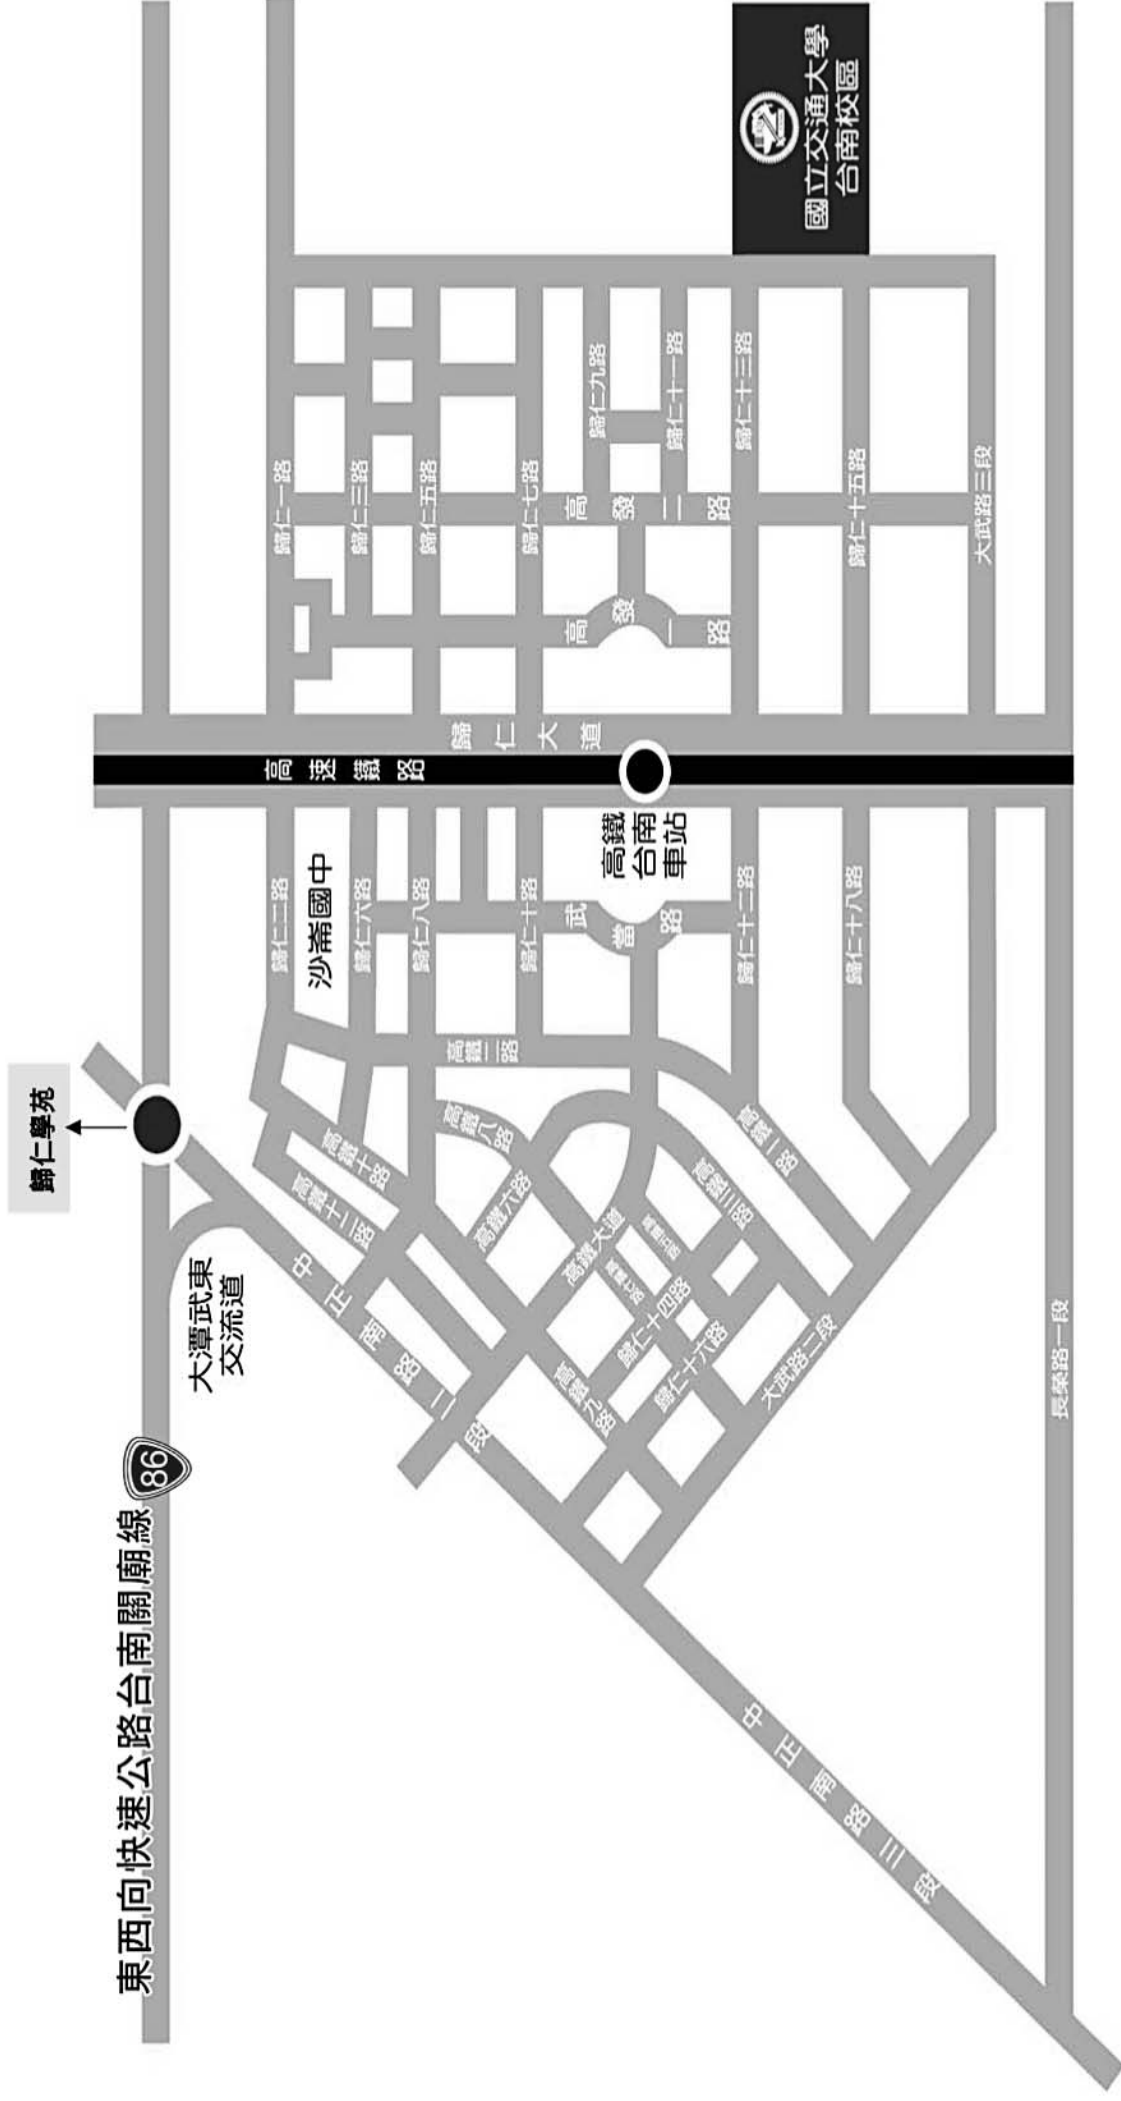 歸仁學苑
東西向快速公路台南關廟線
86
大潭武東
交流道
中正南路二段
中正南路三段
長榮路一段
大武路二段
大武路三段
高速鐵路
歸仁大道
高鐵
台南
車站
沙崙國中
歸仁二路
歸仁六路
歸仁八路
歸仁十路
歸仁十二路
歸仁十八路
武當路
高鐵二路
高鐵八路
高鐵十路
高鐵十二路
高鐵六路
高鐵大道
高鐵一路
高鐵三路
高鐵五路
高鐵七路
高鐵九路
歸仁十四路
歸仁十六路
歸仁一路
歸仁三路
歸仁五路
歸仁七路
歸仁九路
歸仁十一路
歸仁十三路
歸仁十五路
高發一路
高發二路
國立交通大學
台南校區